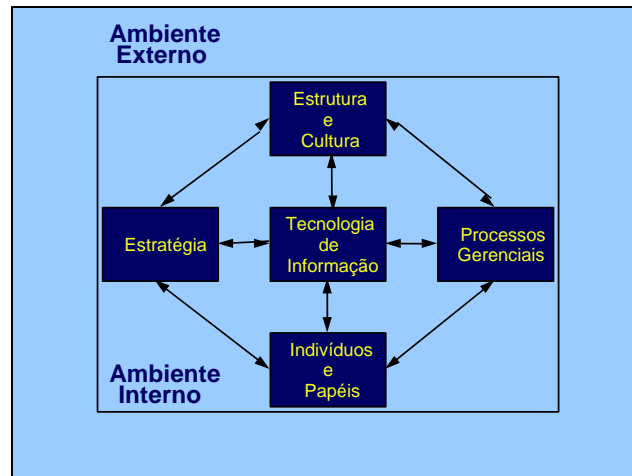 Ambiente
Externo
Estrutura
e
Cultura
Estratégia
Tecnologia
de
Informação
Processos
Gerenciais
Indivíduos
e
Papéis
Ambiente
Interno